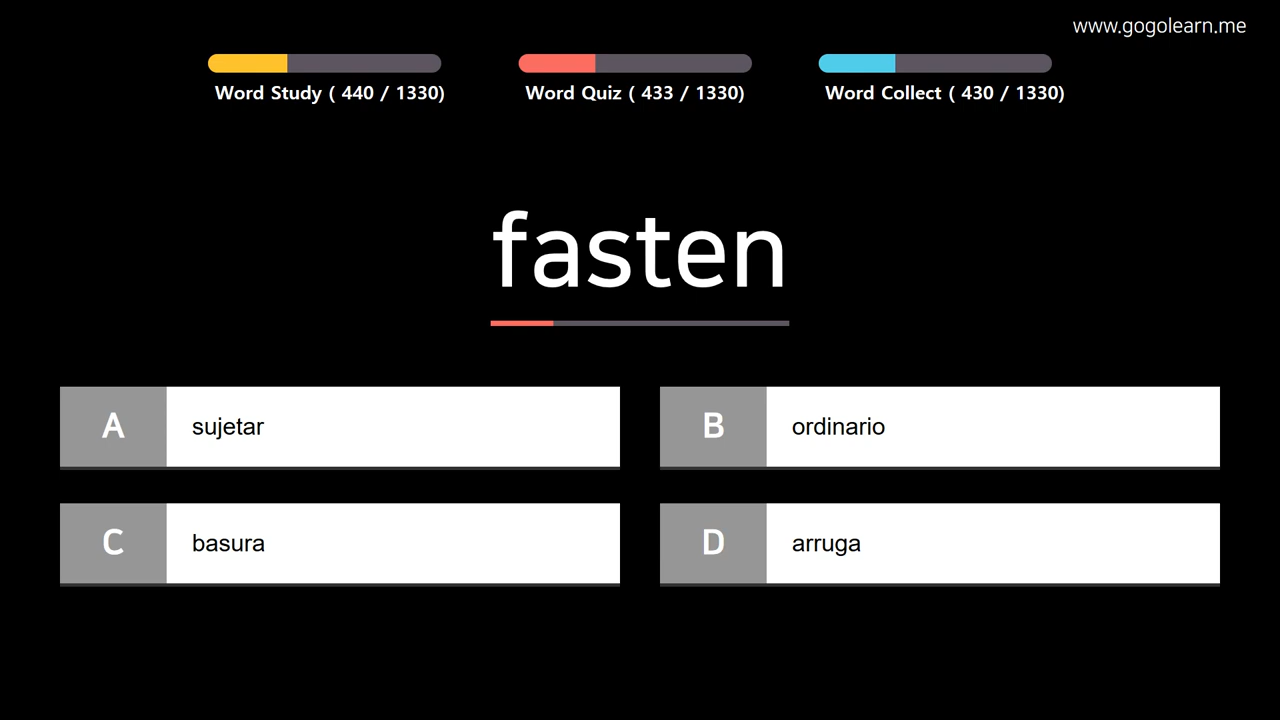 www.gogolearn.me
Word Study ( 440 / 1330)
Word Quiz ( 433 / 1330)
Word Collect ( 430 / 1330)
fasten
A
sujetar
B
ordinario
C
basura
D
arruga